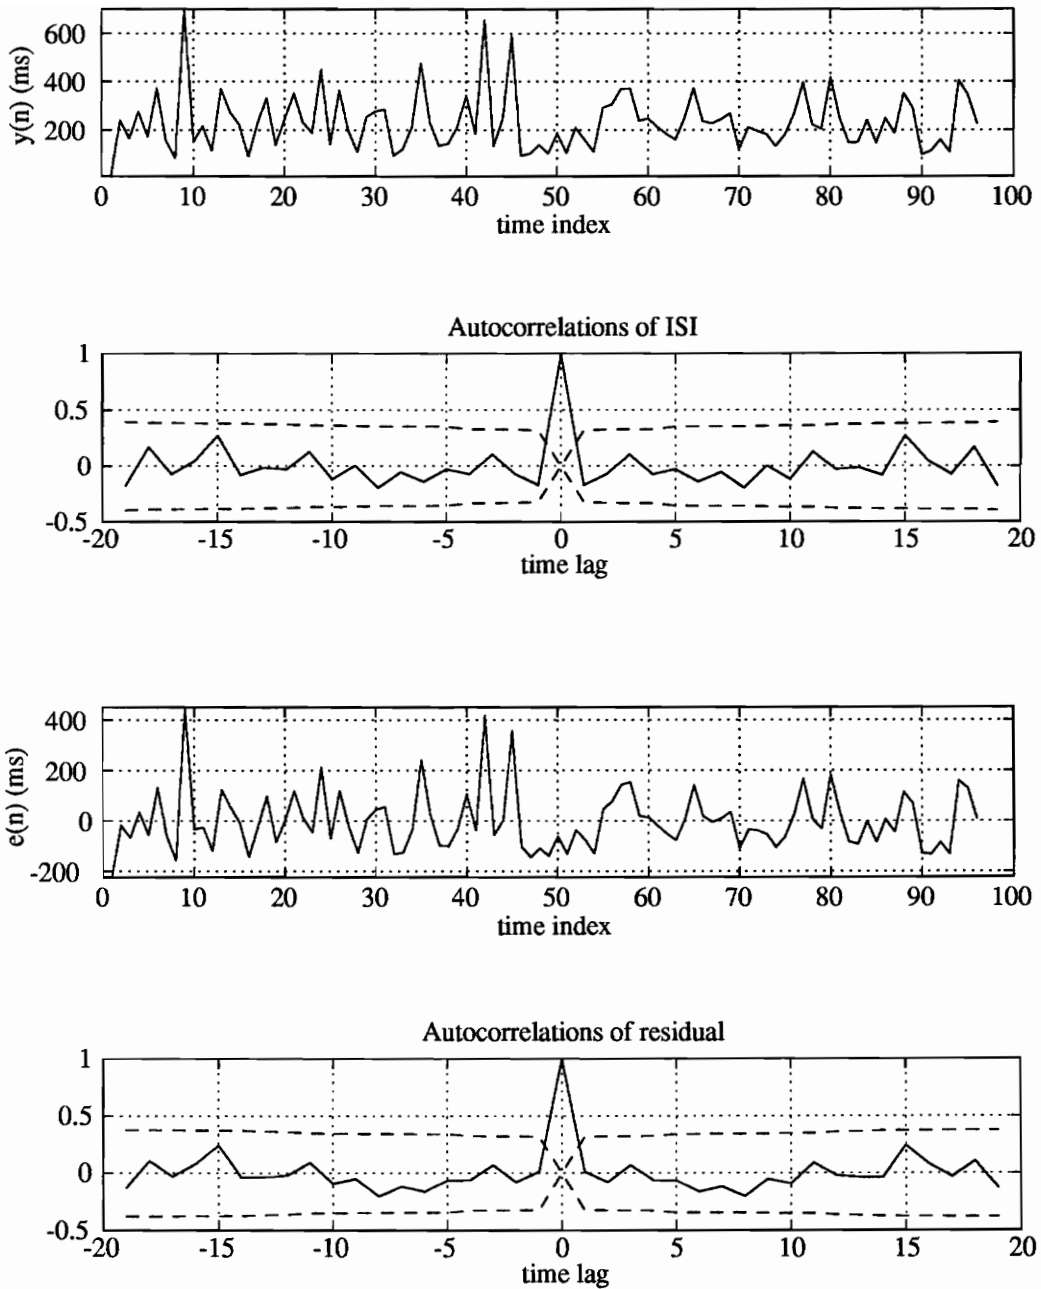 y(n) (ms)
600
400
200
0 10 20 30 40 50 60 70 80 90 100
time index
Autocorrelations of ISI
1
0.5
0
-0.5
-20 -15 -10 -5 0 5 10 15 20
time lag
e(n) (ms)
400
200
0
-200
0 10 20 30 40 50 60 70 80 90 100
time index
Autocorrelations of residual
1
0.5
0
-0.5
-20 -15 -10 -5 0 5 10 15 20
time lag